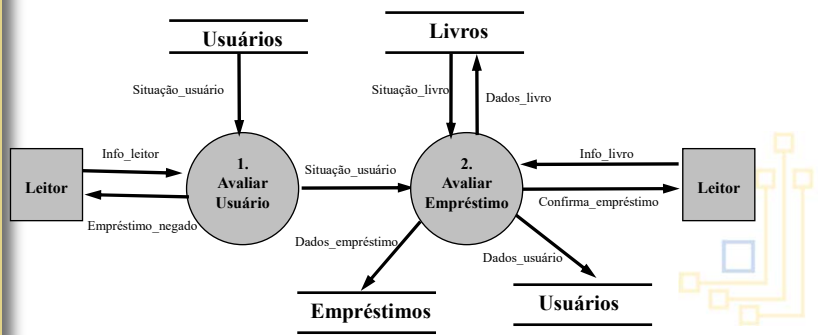 Usuários
Livros
Situação_usuário
Situação_livro
Dados_livro
Leitor
Info_leitor
Empréstimo_negado
1.
Avaliar
Usuário
Situação_usuário
2.
Avaliar
Empréstimo
Info_livro
Confirma_empréstimo
Leitor
Dados_empréstimo
Dados_usuário
Empréstimos
Usuários